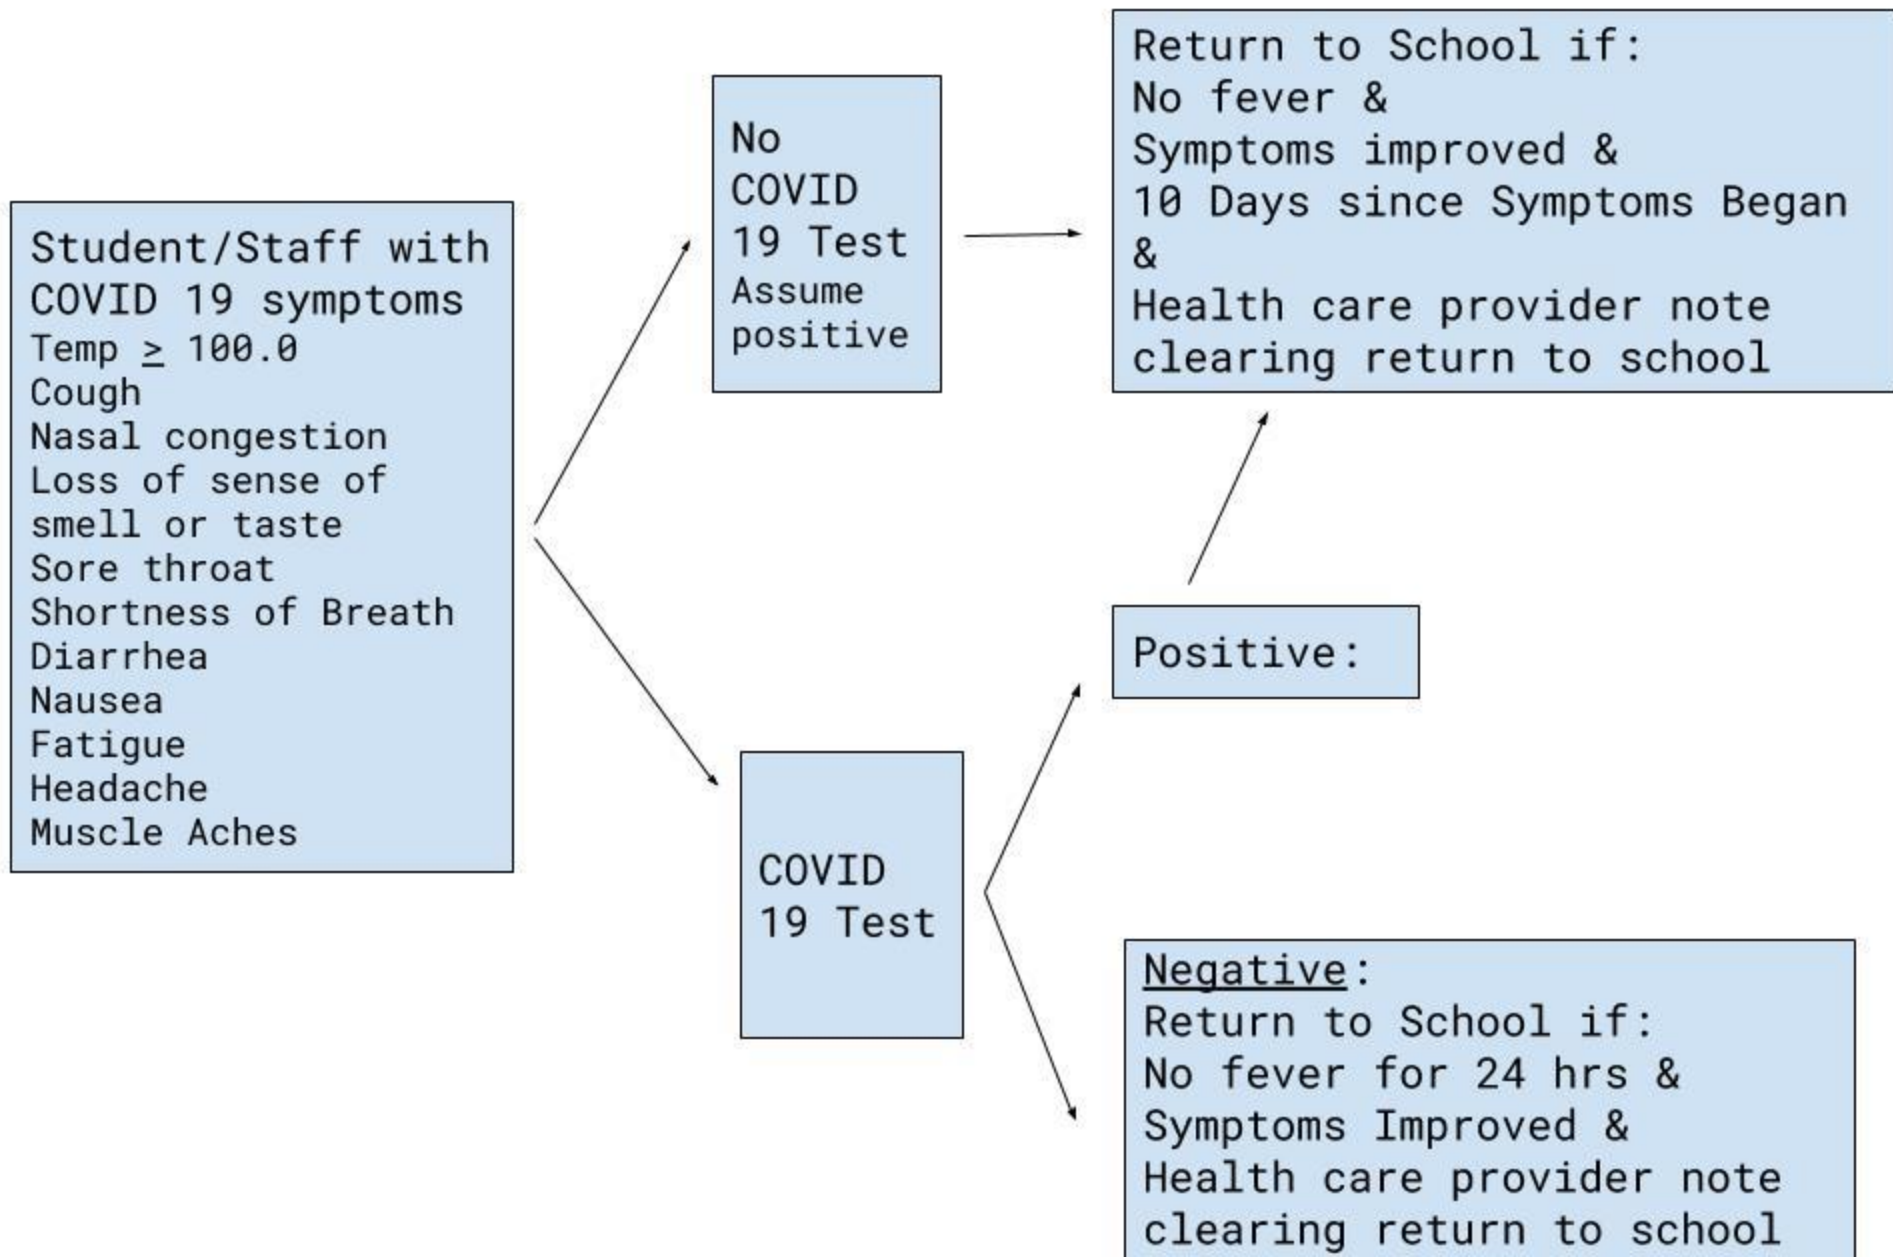 Student/Staff with
COVID 19 symptoms
Temp ≥ 100.0
Cough
Nasal congestion
Loss of sense of
smell or taste
Sore throat
Shortness of Breath
Diarrhea
Nausea
Fatigue
Headache
Muscle Aches
No
COVID
19 Test
Assume
positive
Return to School if:
No fever &
Symptoms improved &
10 Days since Symptoms Began
&
Health care provider note
clearing return to school
COVID
19 Test
Positive:
Negative:
Return to School if:
No fever for 24 hrs &
Symptoms Improved &
Health care provider note
clearing return to school